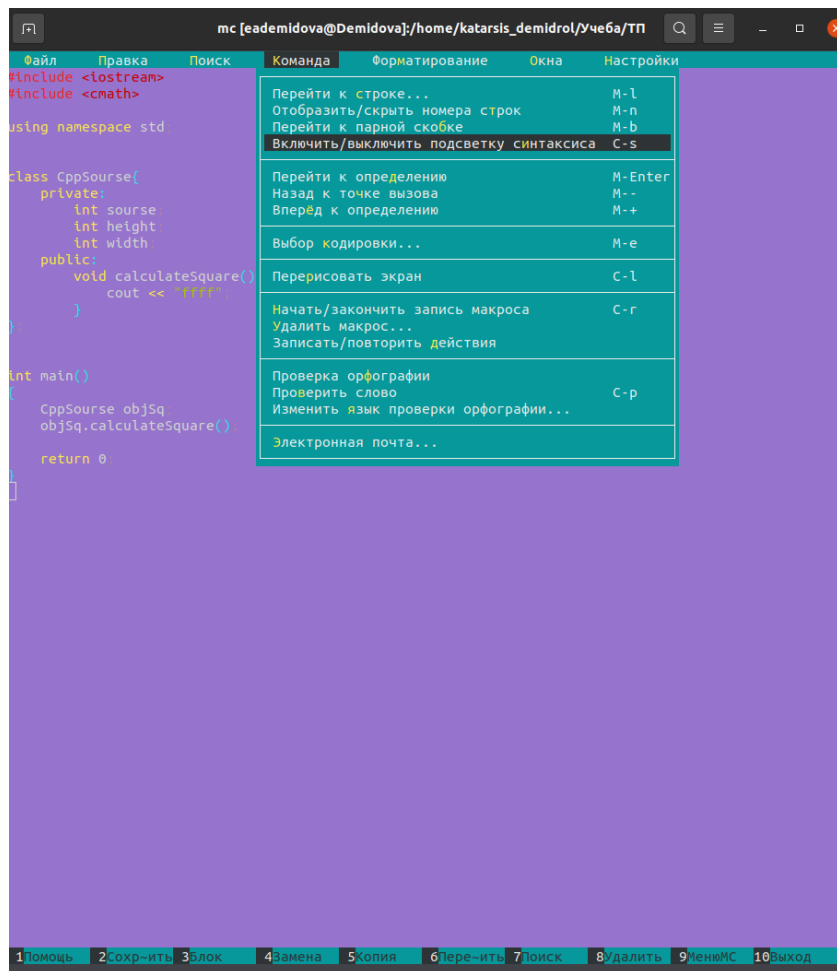 mc [eademidova@Demidova]:/home/katarsis_demidrol/Учеба/ТП
Файл Правка Поиск Команда Форматирование Окна Настройки
#include <iostream>
#include <cmath>
using namespace std;
class CppSourse{
private:
int sourse;
int height;
int width;
public:
void calculateSquare()
cout << "ffff";
}
};
int main()
{
CppSourse objSq;
objSq.calculateSquare();
return 0;
}
Перейти к строке... M-l
Отобразить/скрыть номера строк M-n
Перейти к парной скобке M-b
Включить/выключить подсветку синтаксиса C-s
Перейти к определению M-Enter
Назад к точке вызова M--
Вперёд к определению M-+
Выбор кодировки... M-e
Перерисовать экран C-l
Начать/закончить запись макроса C-r
Удалить макрос...
Записать/повторить действия
Проверка орфографии
Проверить слово C-p
Изменить язык проверки орфографии...
Электронная почта...
1Помощь 2Сохр~ить 3Блок 4Замена 5Копия 6Пере~ить 7Поиск 8Удалить 9МенюMC 10Выход